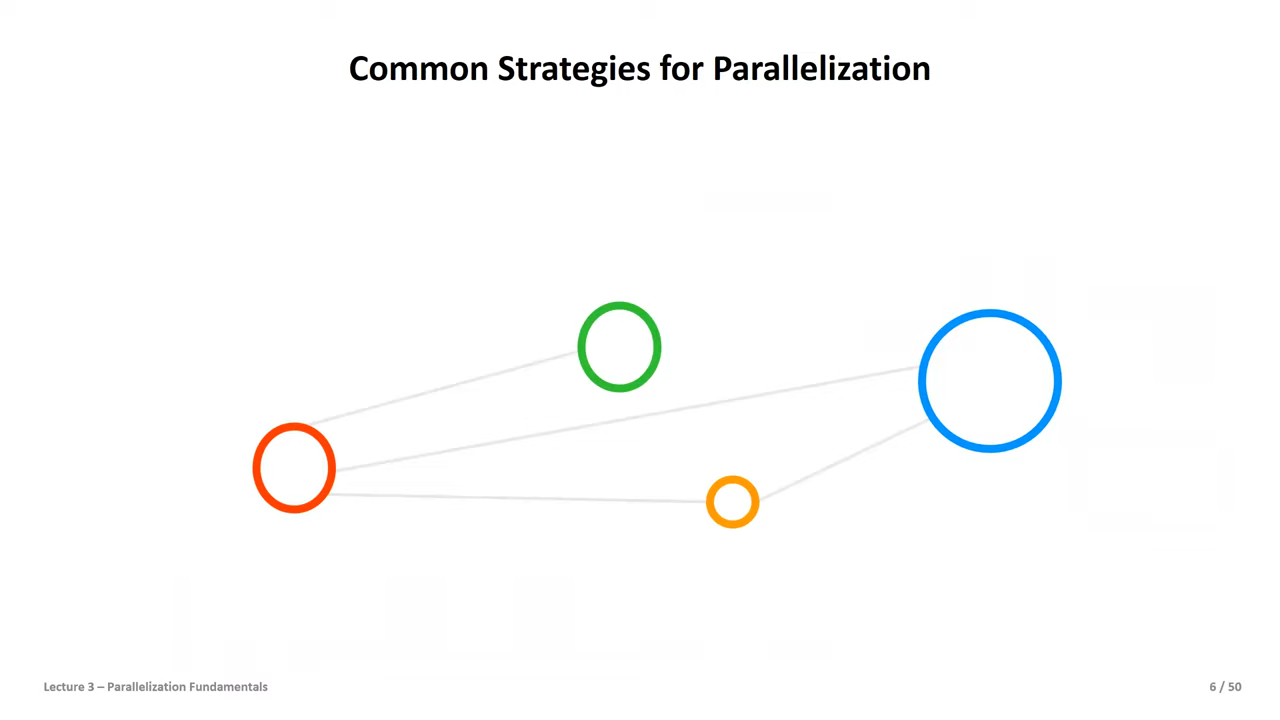 Common Strategies for Parallelization
Lecture 3 – Parallelization Fundamentals
6 / 50